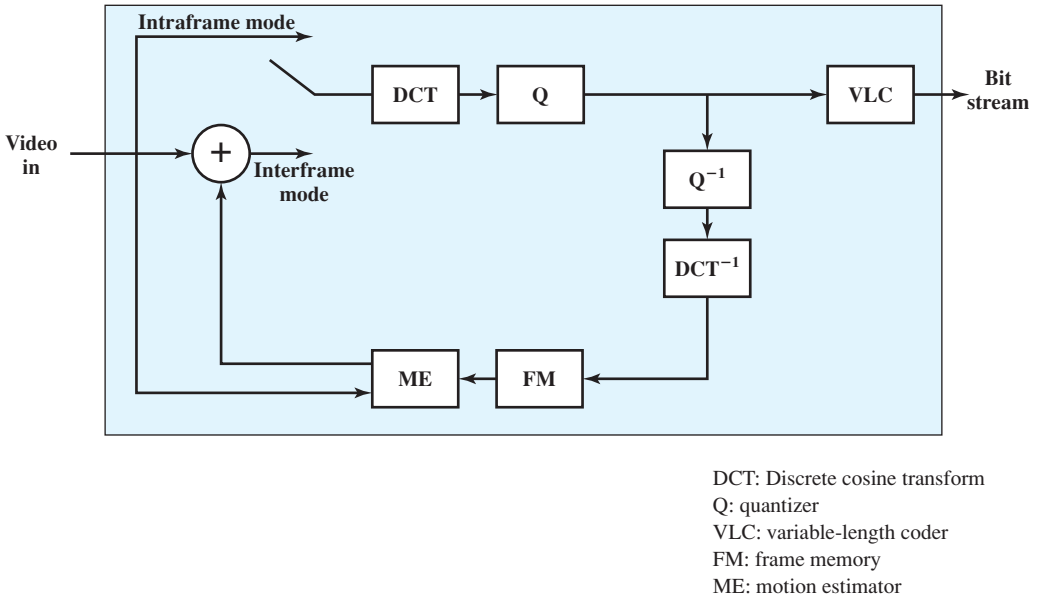 Intraframe mode
DCT
Q
VLC
Bit
stream
Video
in
+
Interframe
mode
Q⁻¹
DCT⁻¹
ME
FM
DCT: Discrete cosine transform
Q: quantizer
VLC: variable-length coder
FM: frame memory
ME: motion estimator